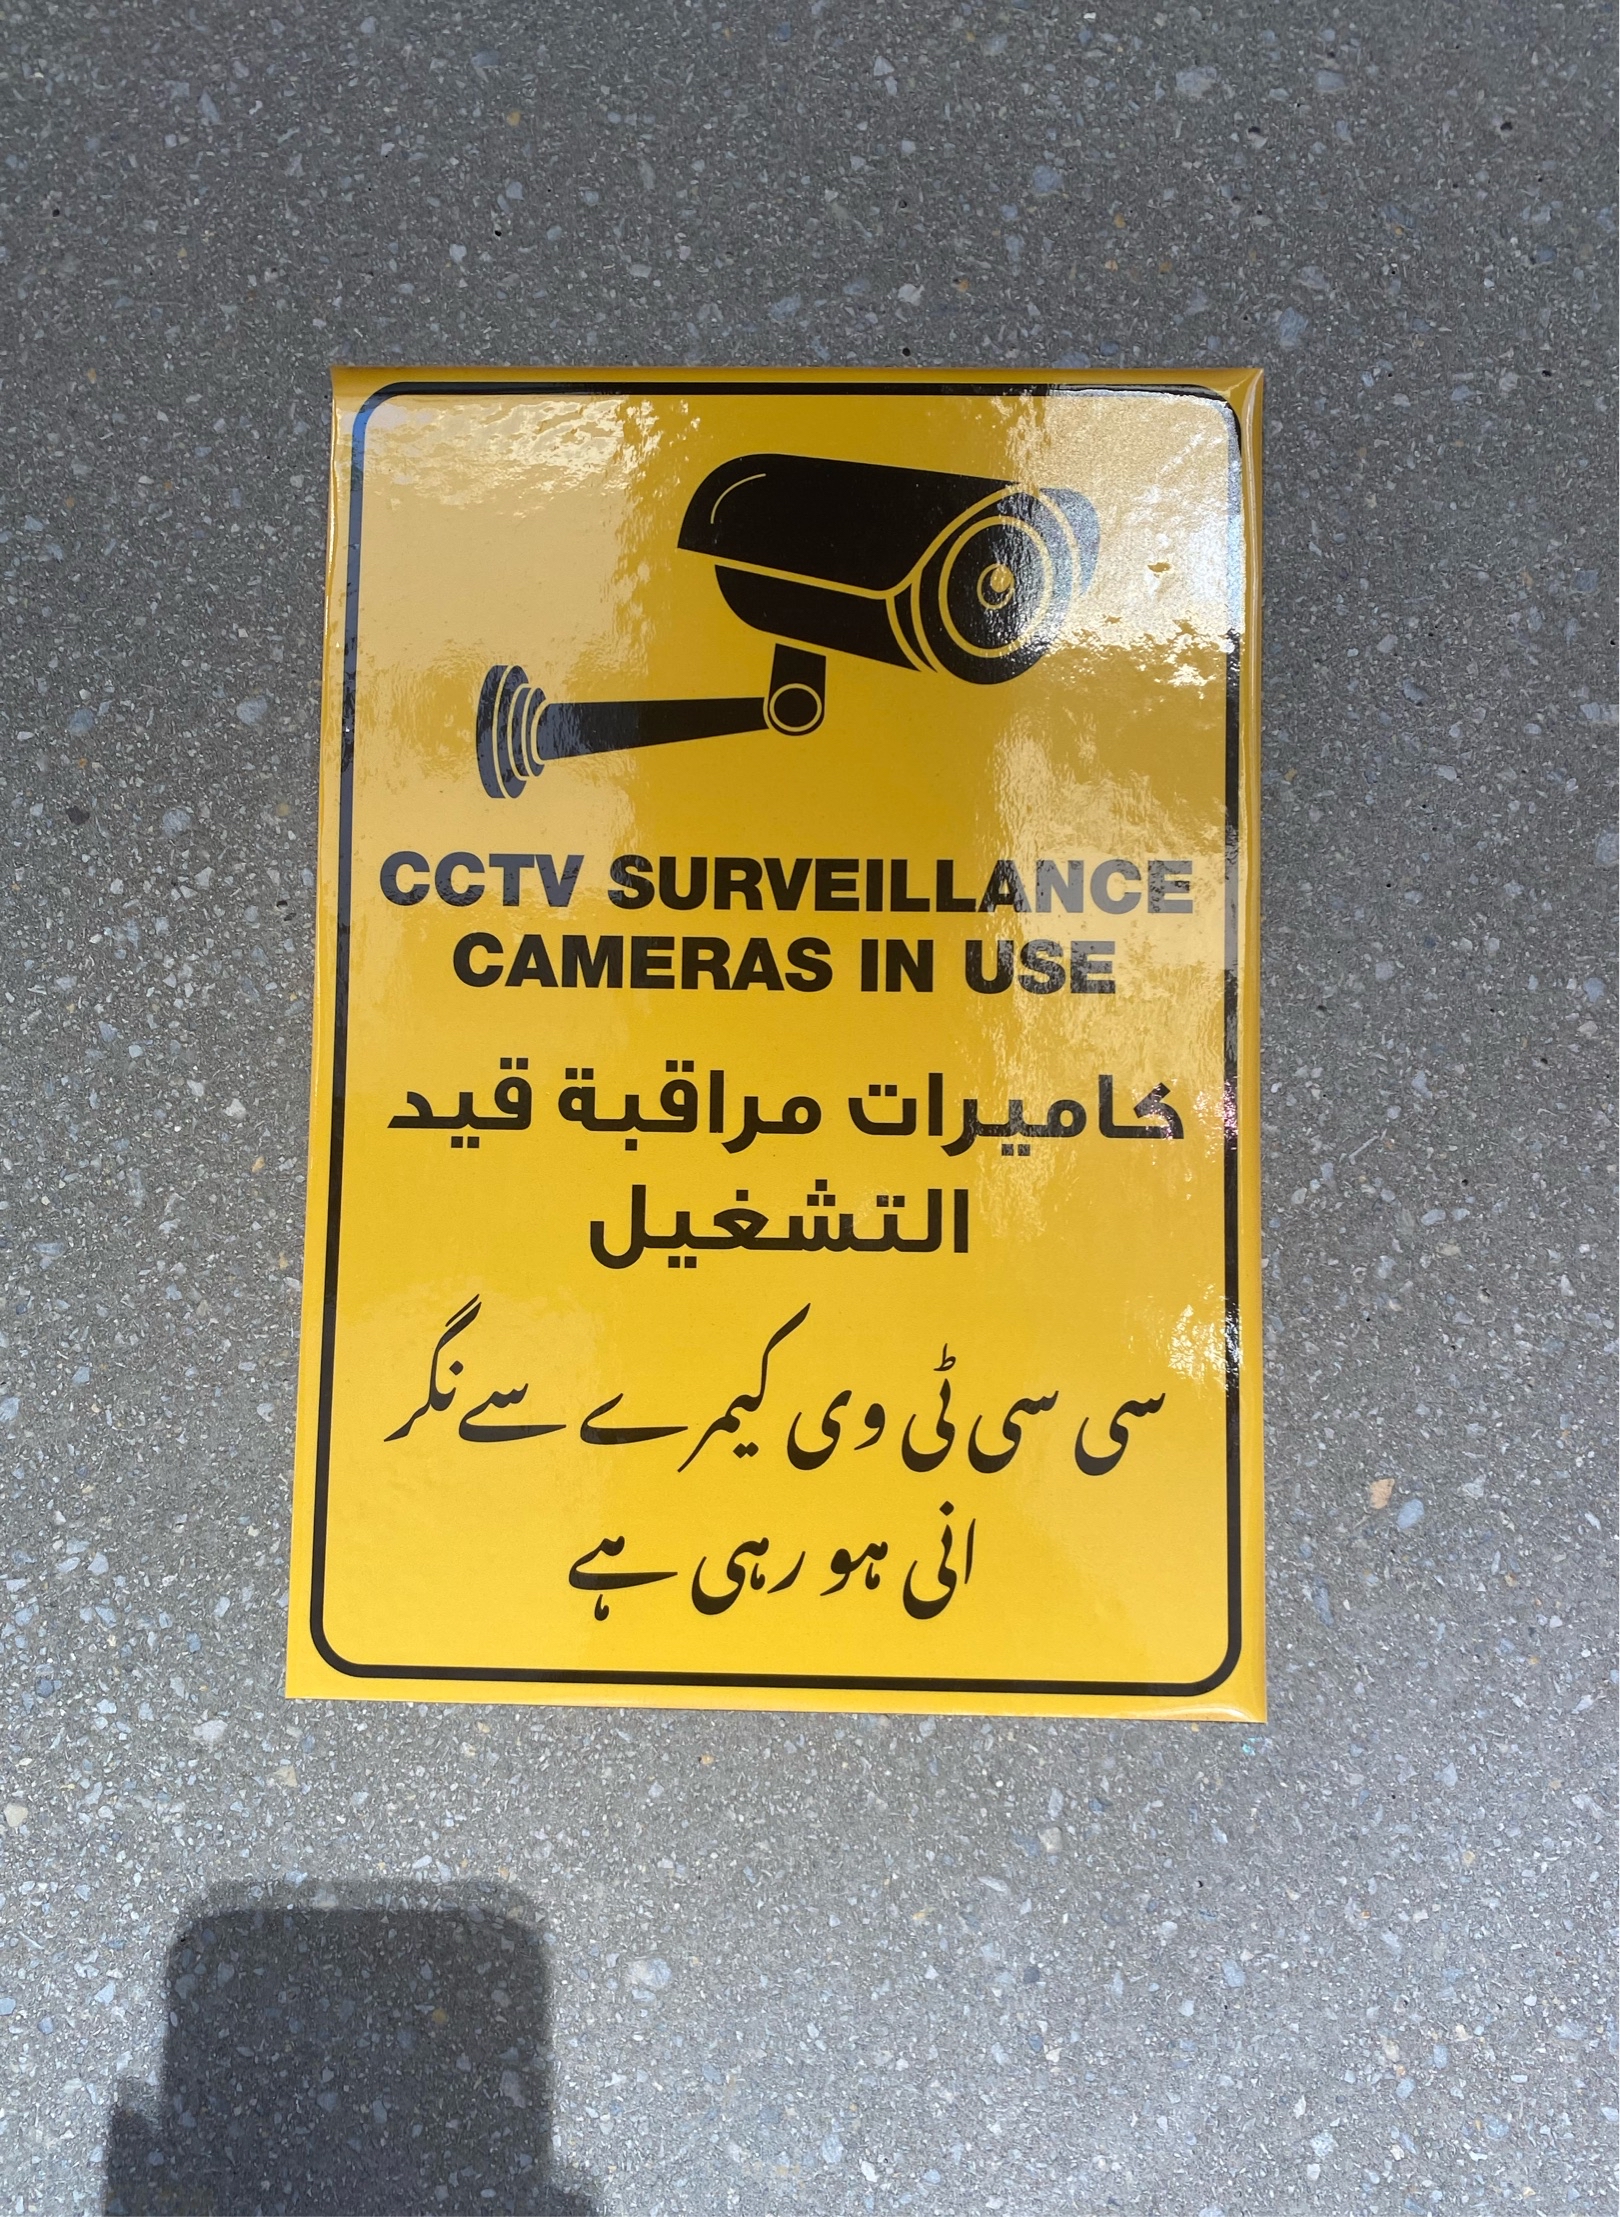 CCTV SURVEILLANCE
CAMERAS IN USE
كاميرات مراقبة قيد
التشغيل
سی سی ٹی وی کیمرے سے نگر
انی ہو رہی ہے